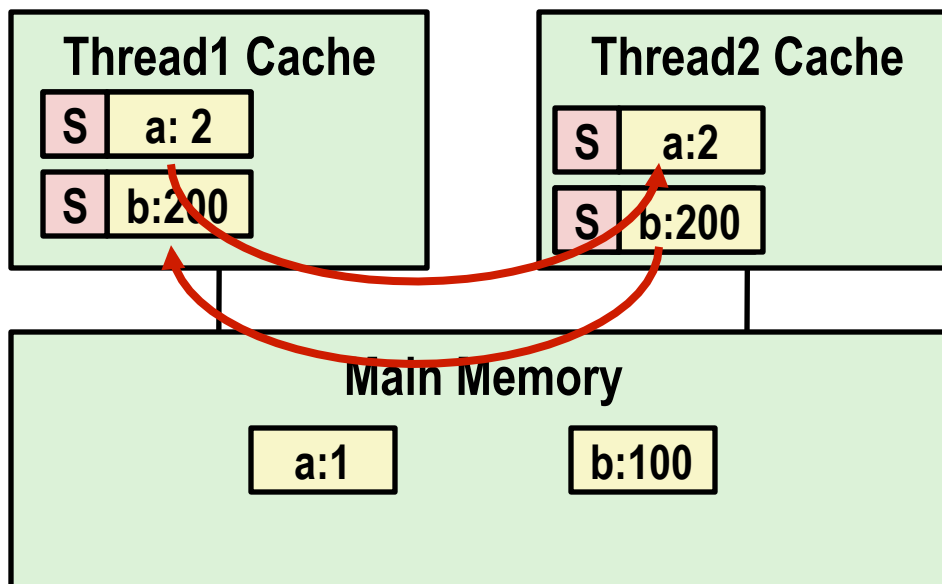 Thread1 Cache
S a: 2
S b:200
Thread2 Cache
S a:2
S b:200
Main Memory
a:1
b:100